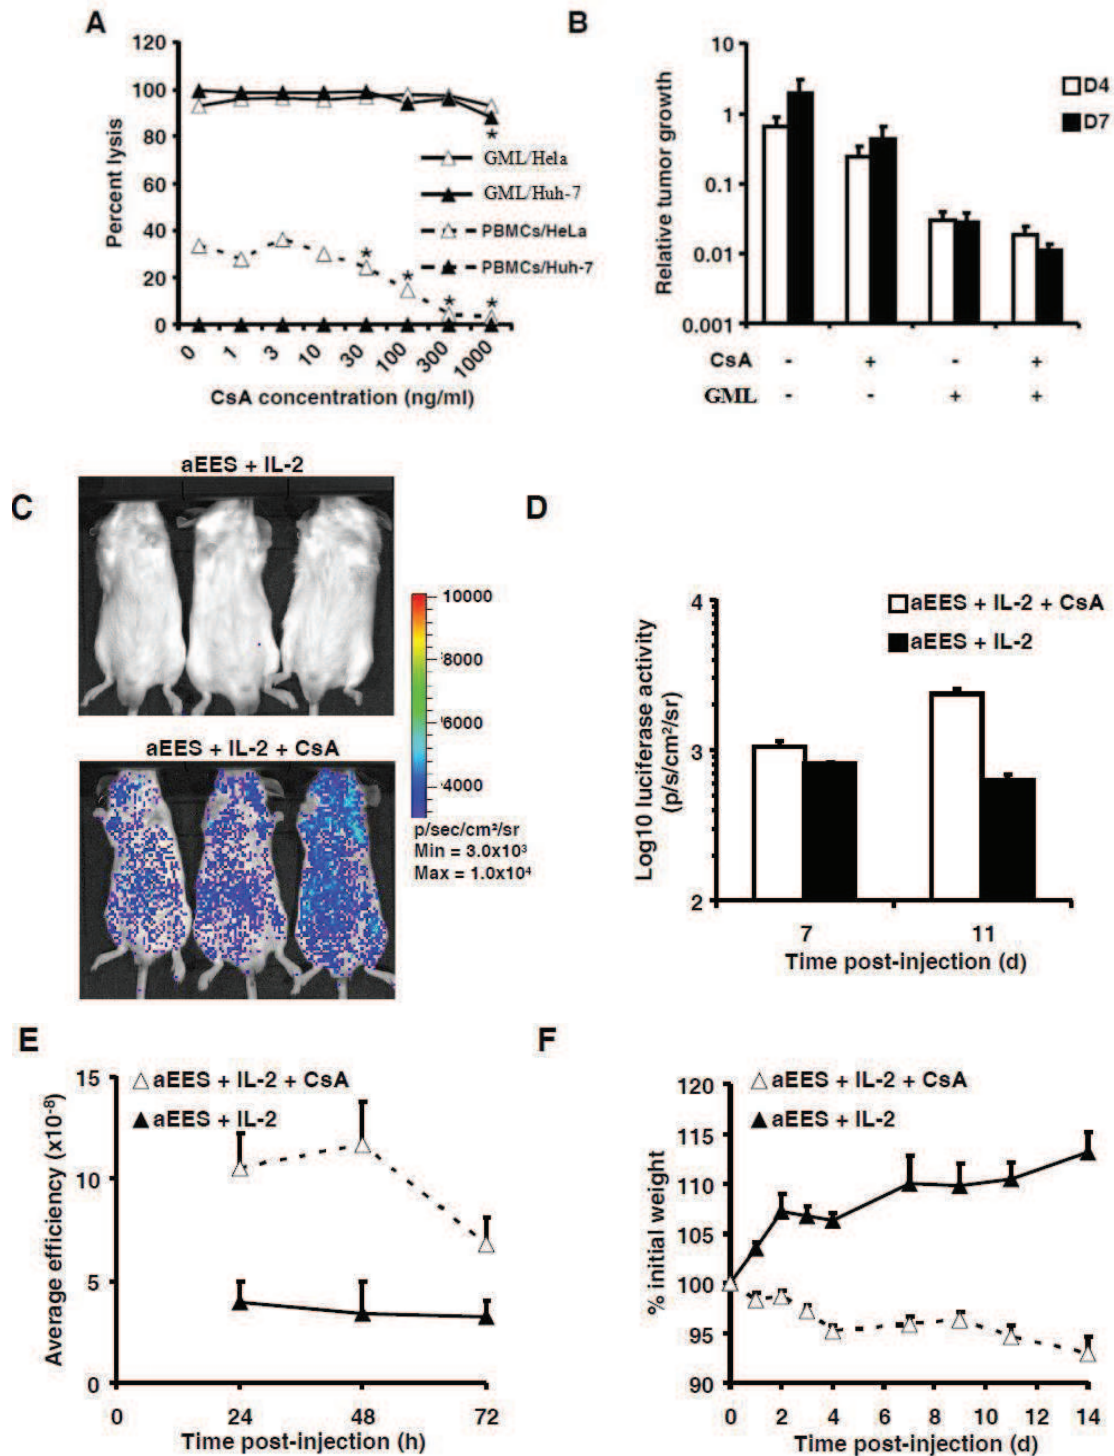 A
120
100
80
60
40
20
0
Percent lysis
*
GML/Hela
GML/Huh-7
PBMCs/HeLa
PBMCs/Huh-7
* * * *
0 1 3 10 30 100 300 1000
CsA concentration (ng/ml)
B
10
1
0.1
0.01
0.001
Relative tumor growth
D4
D7
CsA - + - +
GML - - + +
C
aEES + IL-2
aEES + IL-2 + CsA
10000
8000
6000
4000
p/sec/cm²/sr
Min = 3.0x10³
Max = 1.0x10⁴
D
4
3
2
Log10 luciferase activity
(p/s/cm²/sr)
aEES + IL-2 + CsA
aEES + IL-2
7 11
Time post-injection (d)
E
15
10
5
0
Average efficiency (x10⁻⁸)
aEES + IL-2 + CsA
aEES + IL-2
0 24 48 72
Time post-injection (h)
F
120
115
110
105
100
95
90
% initial weight
aEES + IL-2 + CsA
aEES + IL-2
0 2 4 6 8 10 12 14
Time post-injection (d)